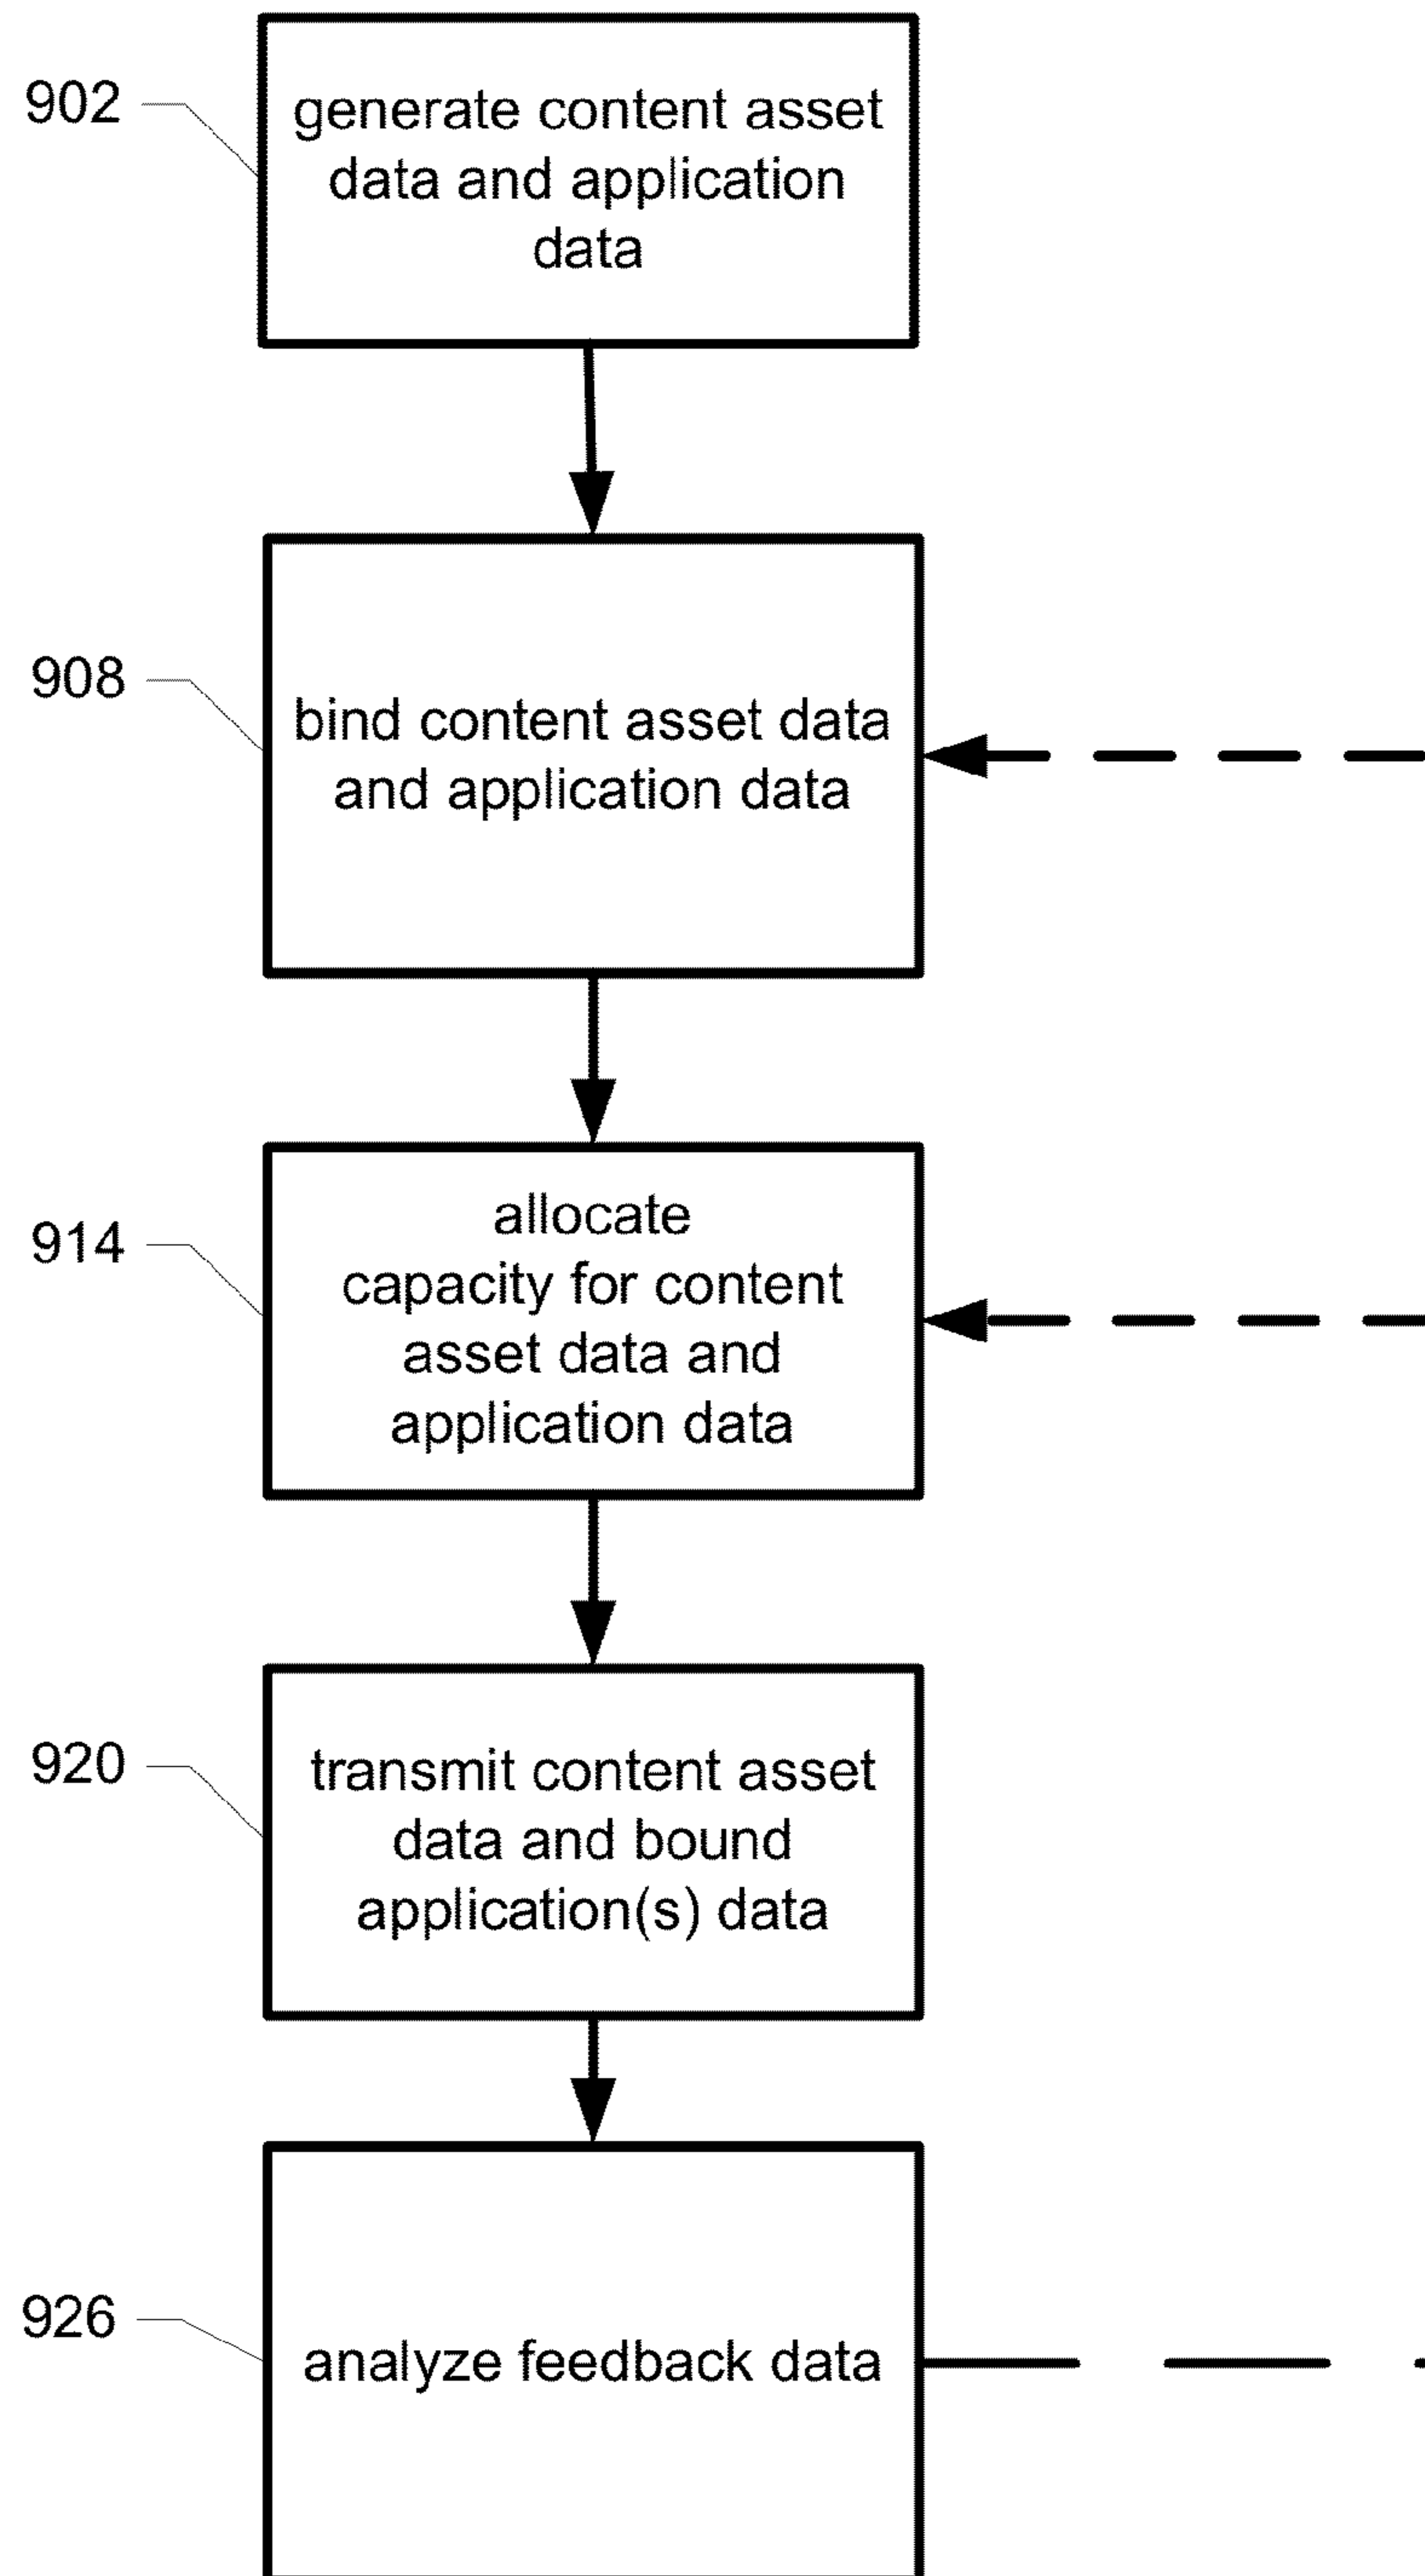 902
generate content asset
data and application
data
908
bind content asset data
and application data
914
allocate
capacity for content
asset data and
application data
920
transmit content asset
data and bound
application(s) data
926
analyze feedback data